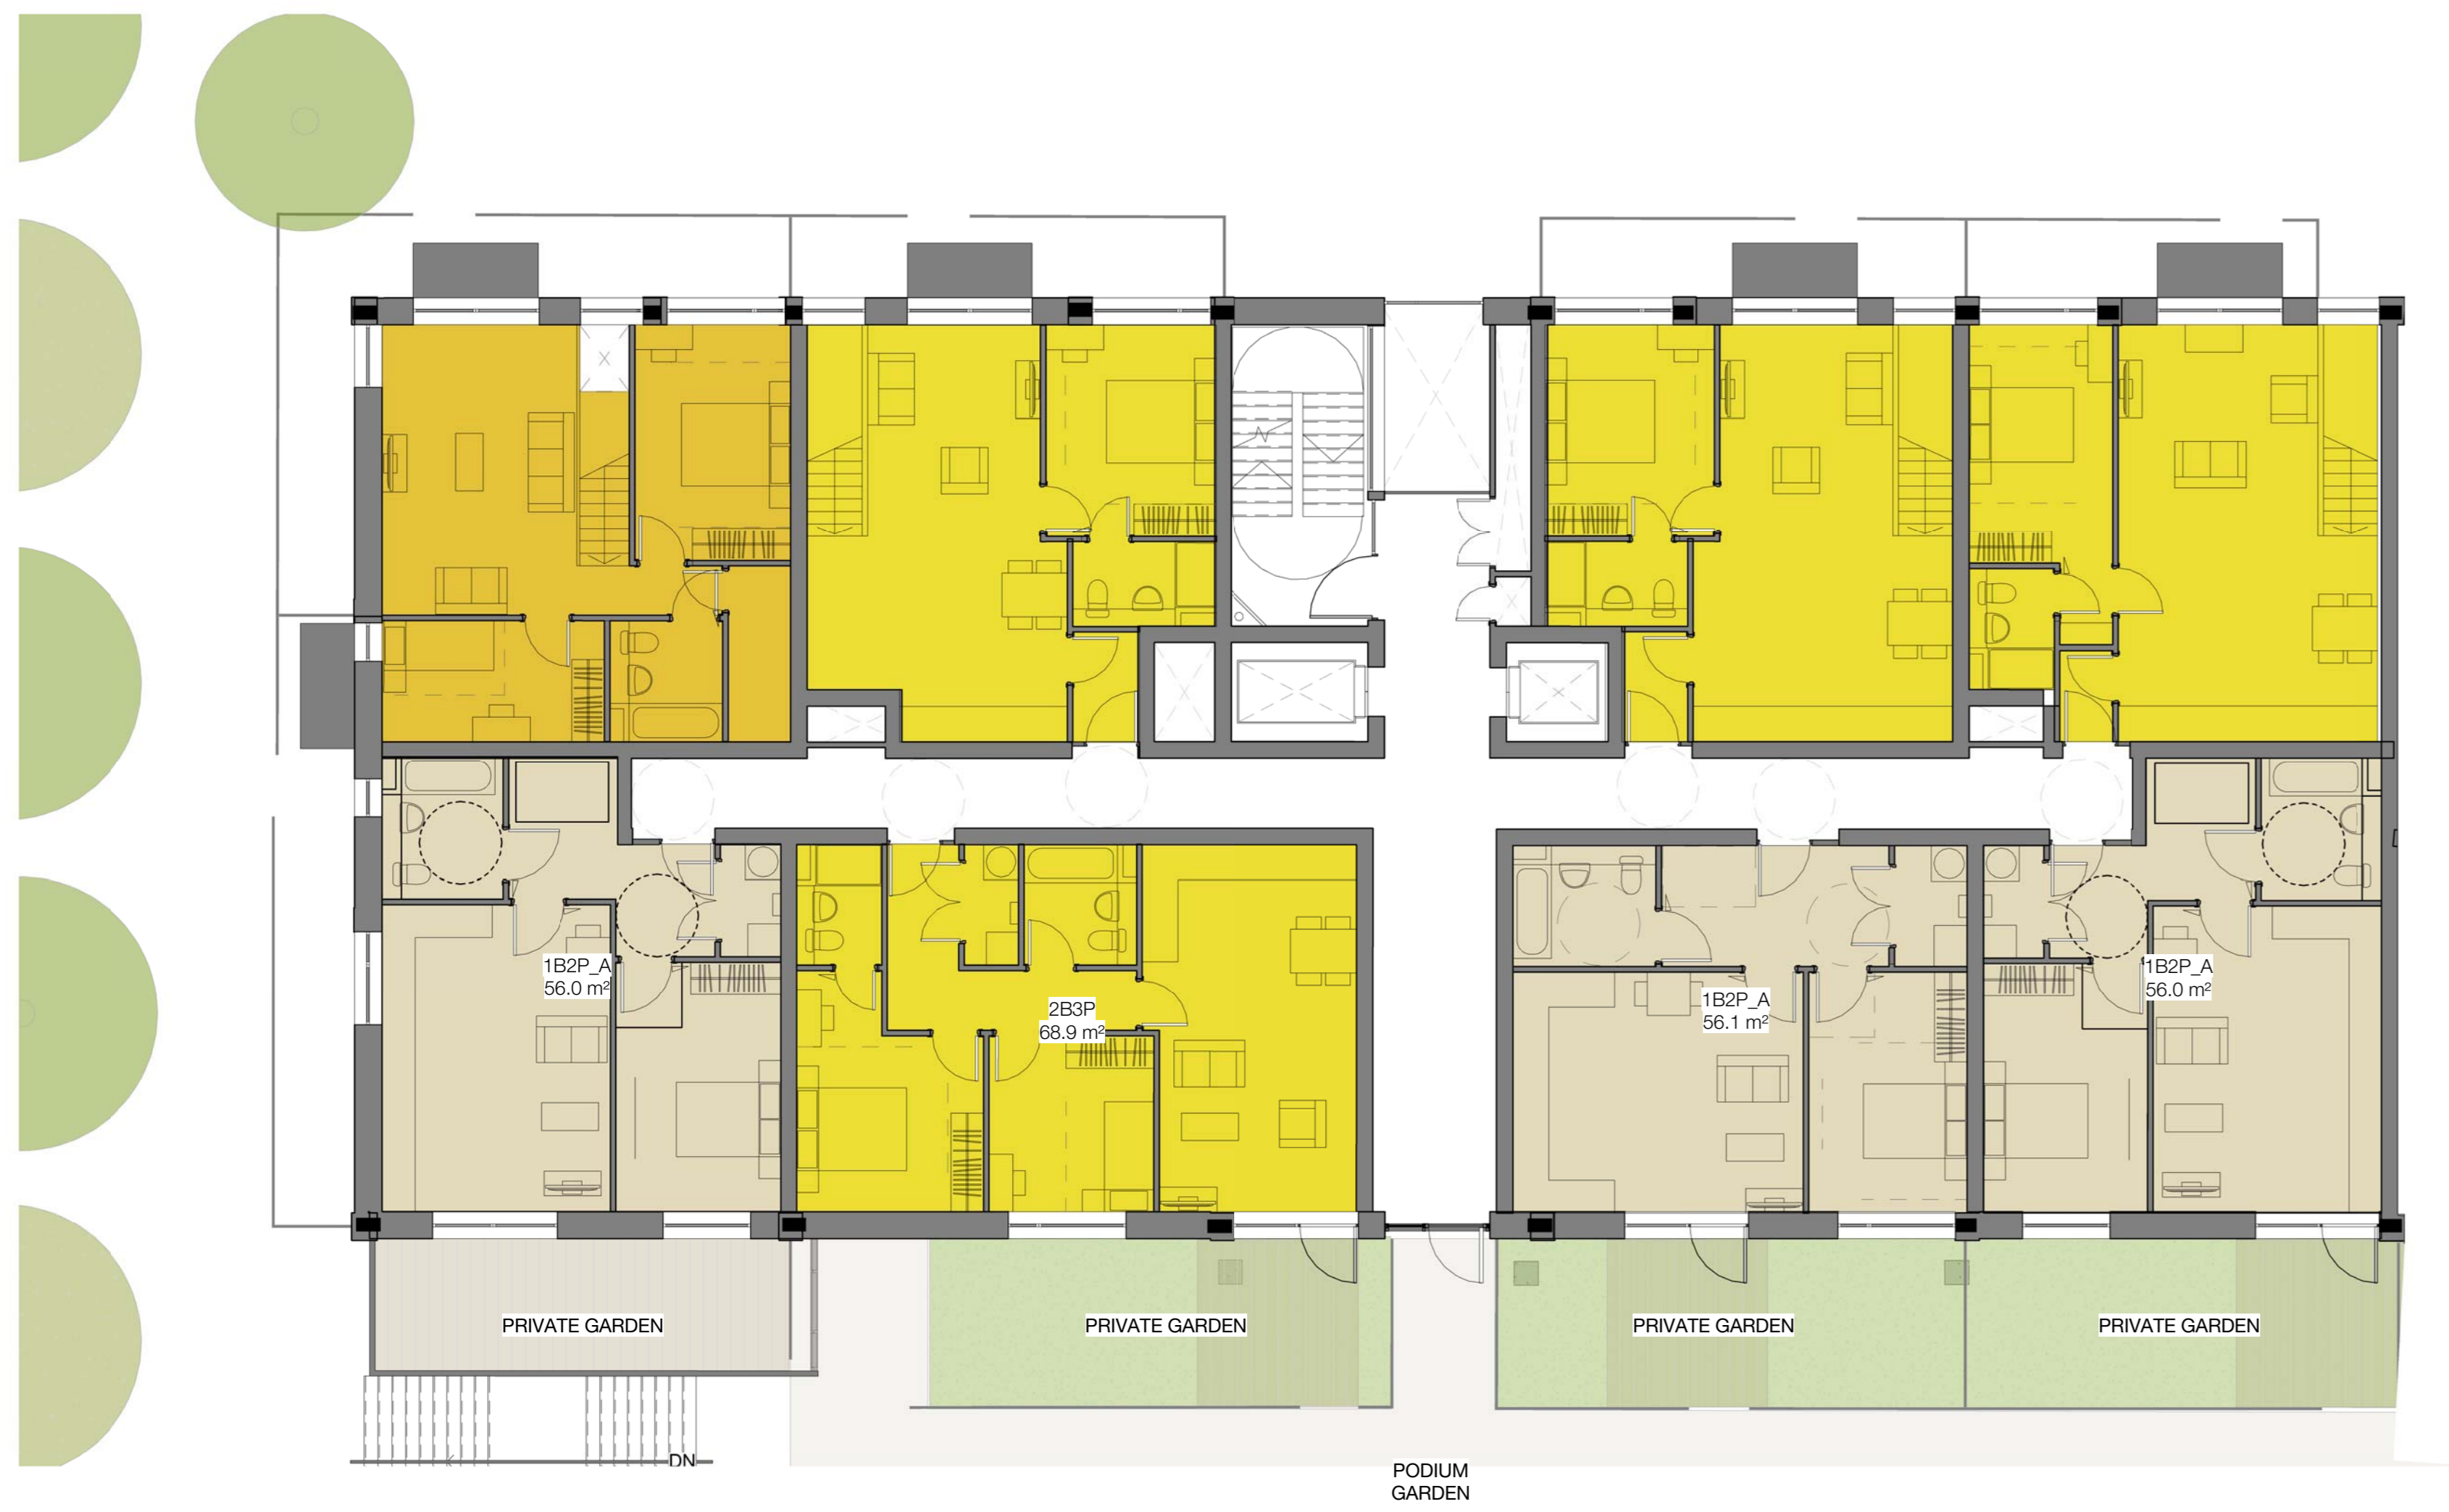 1B2P_A
56.0 m²
2B3P
68.9 m²
1B2P_A
56.1 m²
1B2P_A
56.0 m²
PRIVATE GARDEN
PRIVATE GARDEN
PRIVATE GARDEN
PRIVATE GARDEN
DN
PODIUM
GARDEN